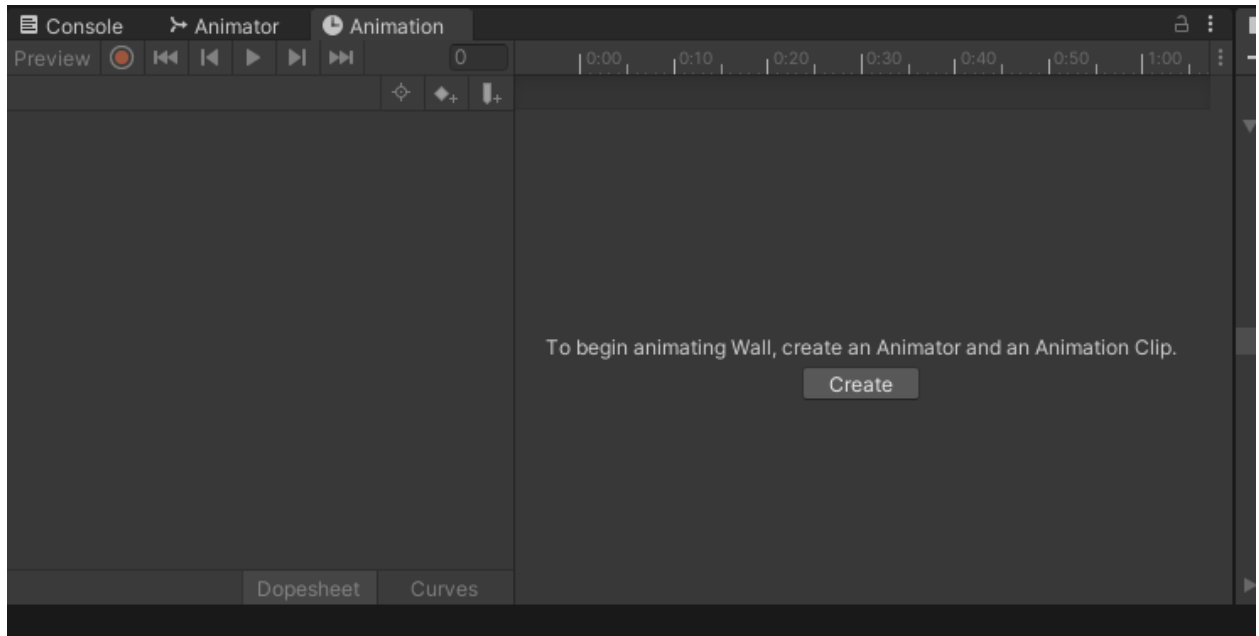 Console Animator Animation
Preview 0 0:00 0:10 0:20 0:30 0:40 0:50 1:00
To begin animating Wall, create an Animator and an Animation Clip.
Create
Dopesheet Curves